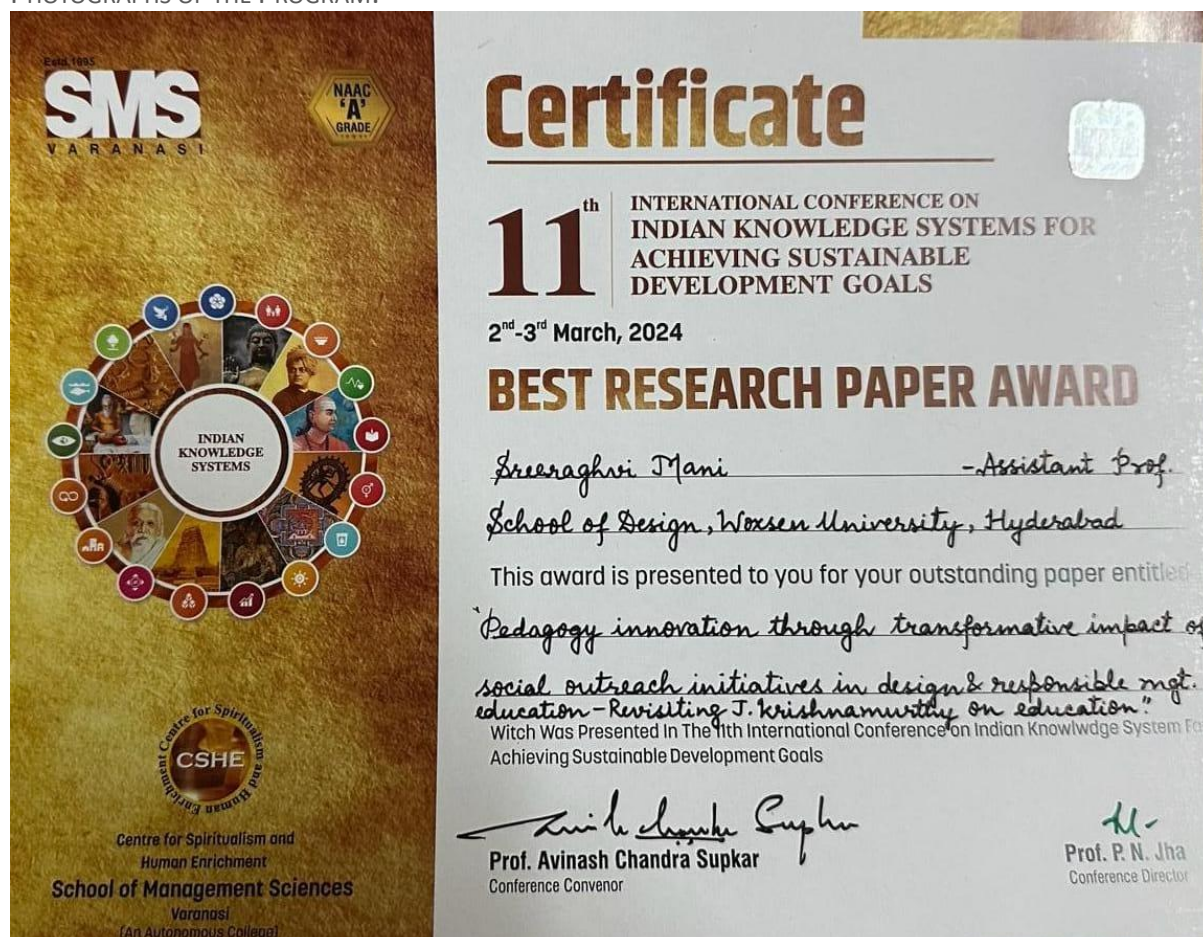 PHOTOGRAPHS OF THE PROGRAM:
Estd.1995
SMS
VARANASI
NAAC
'A'
GRADE
INDIAN
KNOWLEDGE
SYSTEMS
Centre for Spiritualism and Human Enrichment
CSHE
Centre for Spiritualism and
Human Enrichment
School of Management Sciences
Varanasi
(An Autonomous College)
Certificate
11th
INTERNATIONAL CONFERENCE ON
INDIAN KNOWLEDGE SYSTEMS FOR
ACHIEVING SUSTAINABLE
DEVELOPMENT GOALS
2nd-3rd March, 2024
BEST RESEARCH PAPER AWARD
Sreeraghvi Mani - Assistant Prof.
School of Design, Woxsen University, Hyderabad
This award is presented to you for your outstanding paper entitled
"Pedagogy innovation through transformative impact of
social outreach initiatives in design & responsible mgt.
education - Revisiting J. Krishnamurthy on education."
Witch Was Presented In The 11th International Conference on Indian Knowlwdge System Fo
Achieving Sustainable Development Goals
Prof. Avinash Chandra Supkar
Conference Convenor
Prof. P. N. Jha
Conference Director